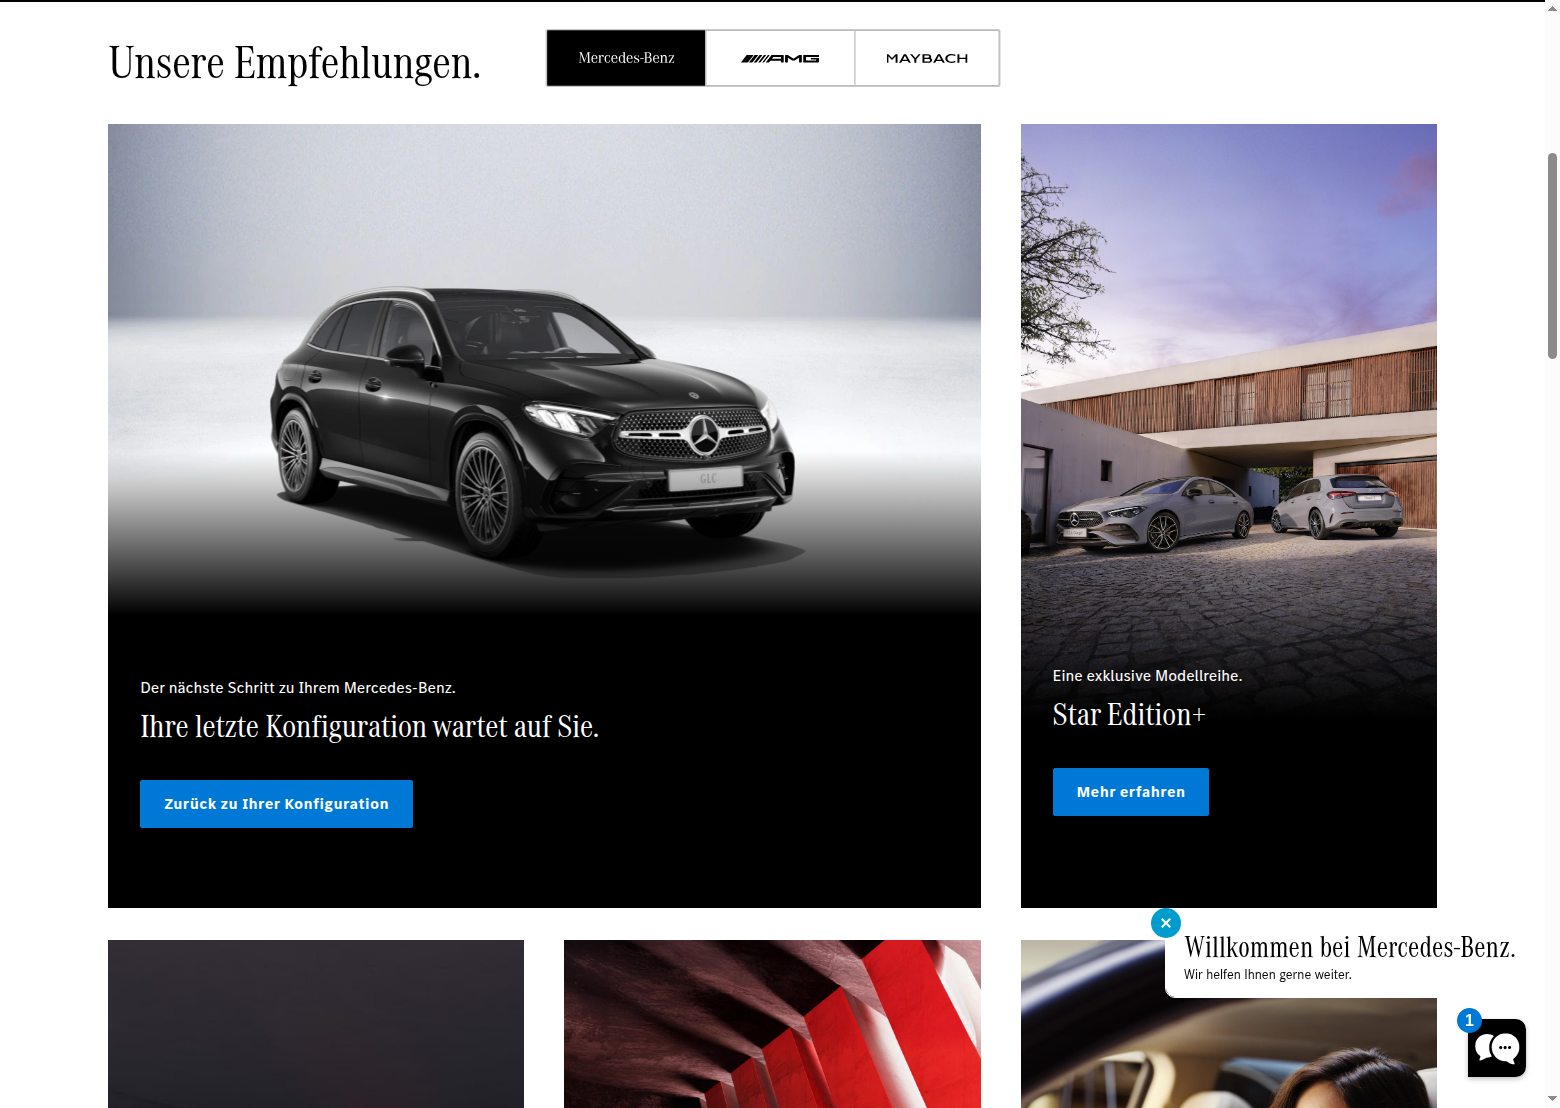 Unsere Empfehlungen.
Mercedes-Benz
AMG
MAYBACH
GLC
Der nächste Schritt zu Ihrem Mercedes-Benz.
Ihre letzte Konfiguration wartet auf Sie.
Zurück zu Ihrer Konfiguration
Eine exklusive Modellreihe.
Star Edition+
Mehr erfahren
Willkommen bei Mercedes-Benz.
Wir helfen Ihnen gerne weiter.
1